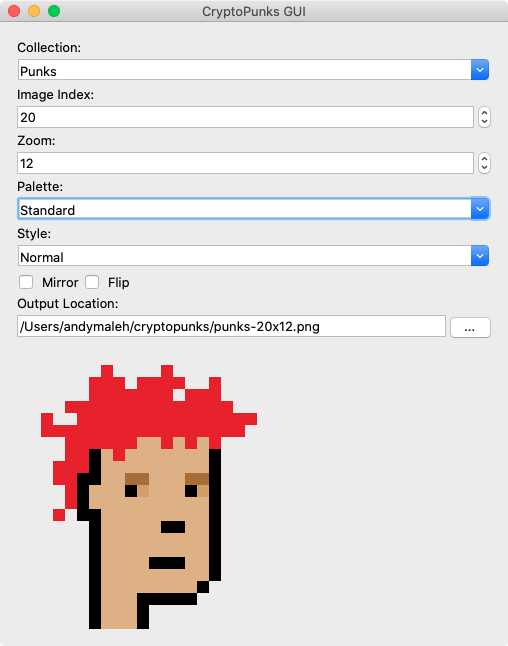 CryptoPunks GUI
Collection:
Punks
Image Index:
20
Zoom:
12
Palette:
Standard
Style:
Normal
Mirror Flip
Output Location:
/Users/andymaleh/cryptopunks/punks-20x12.png ...